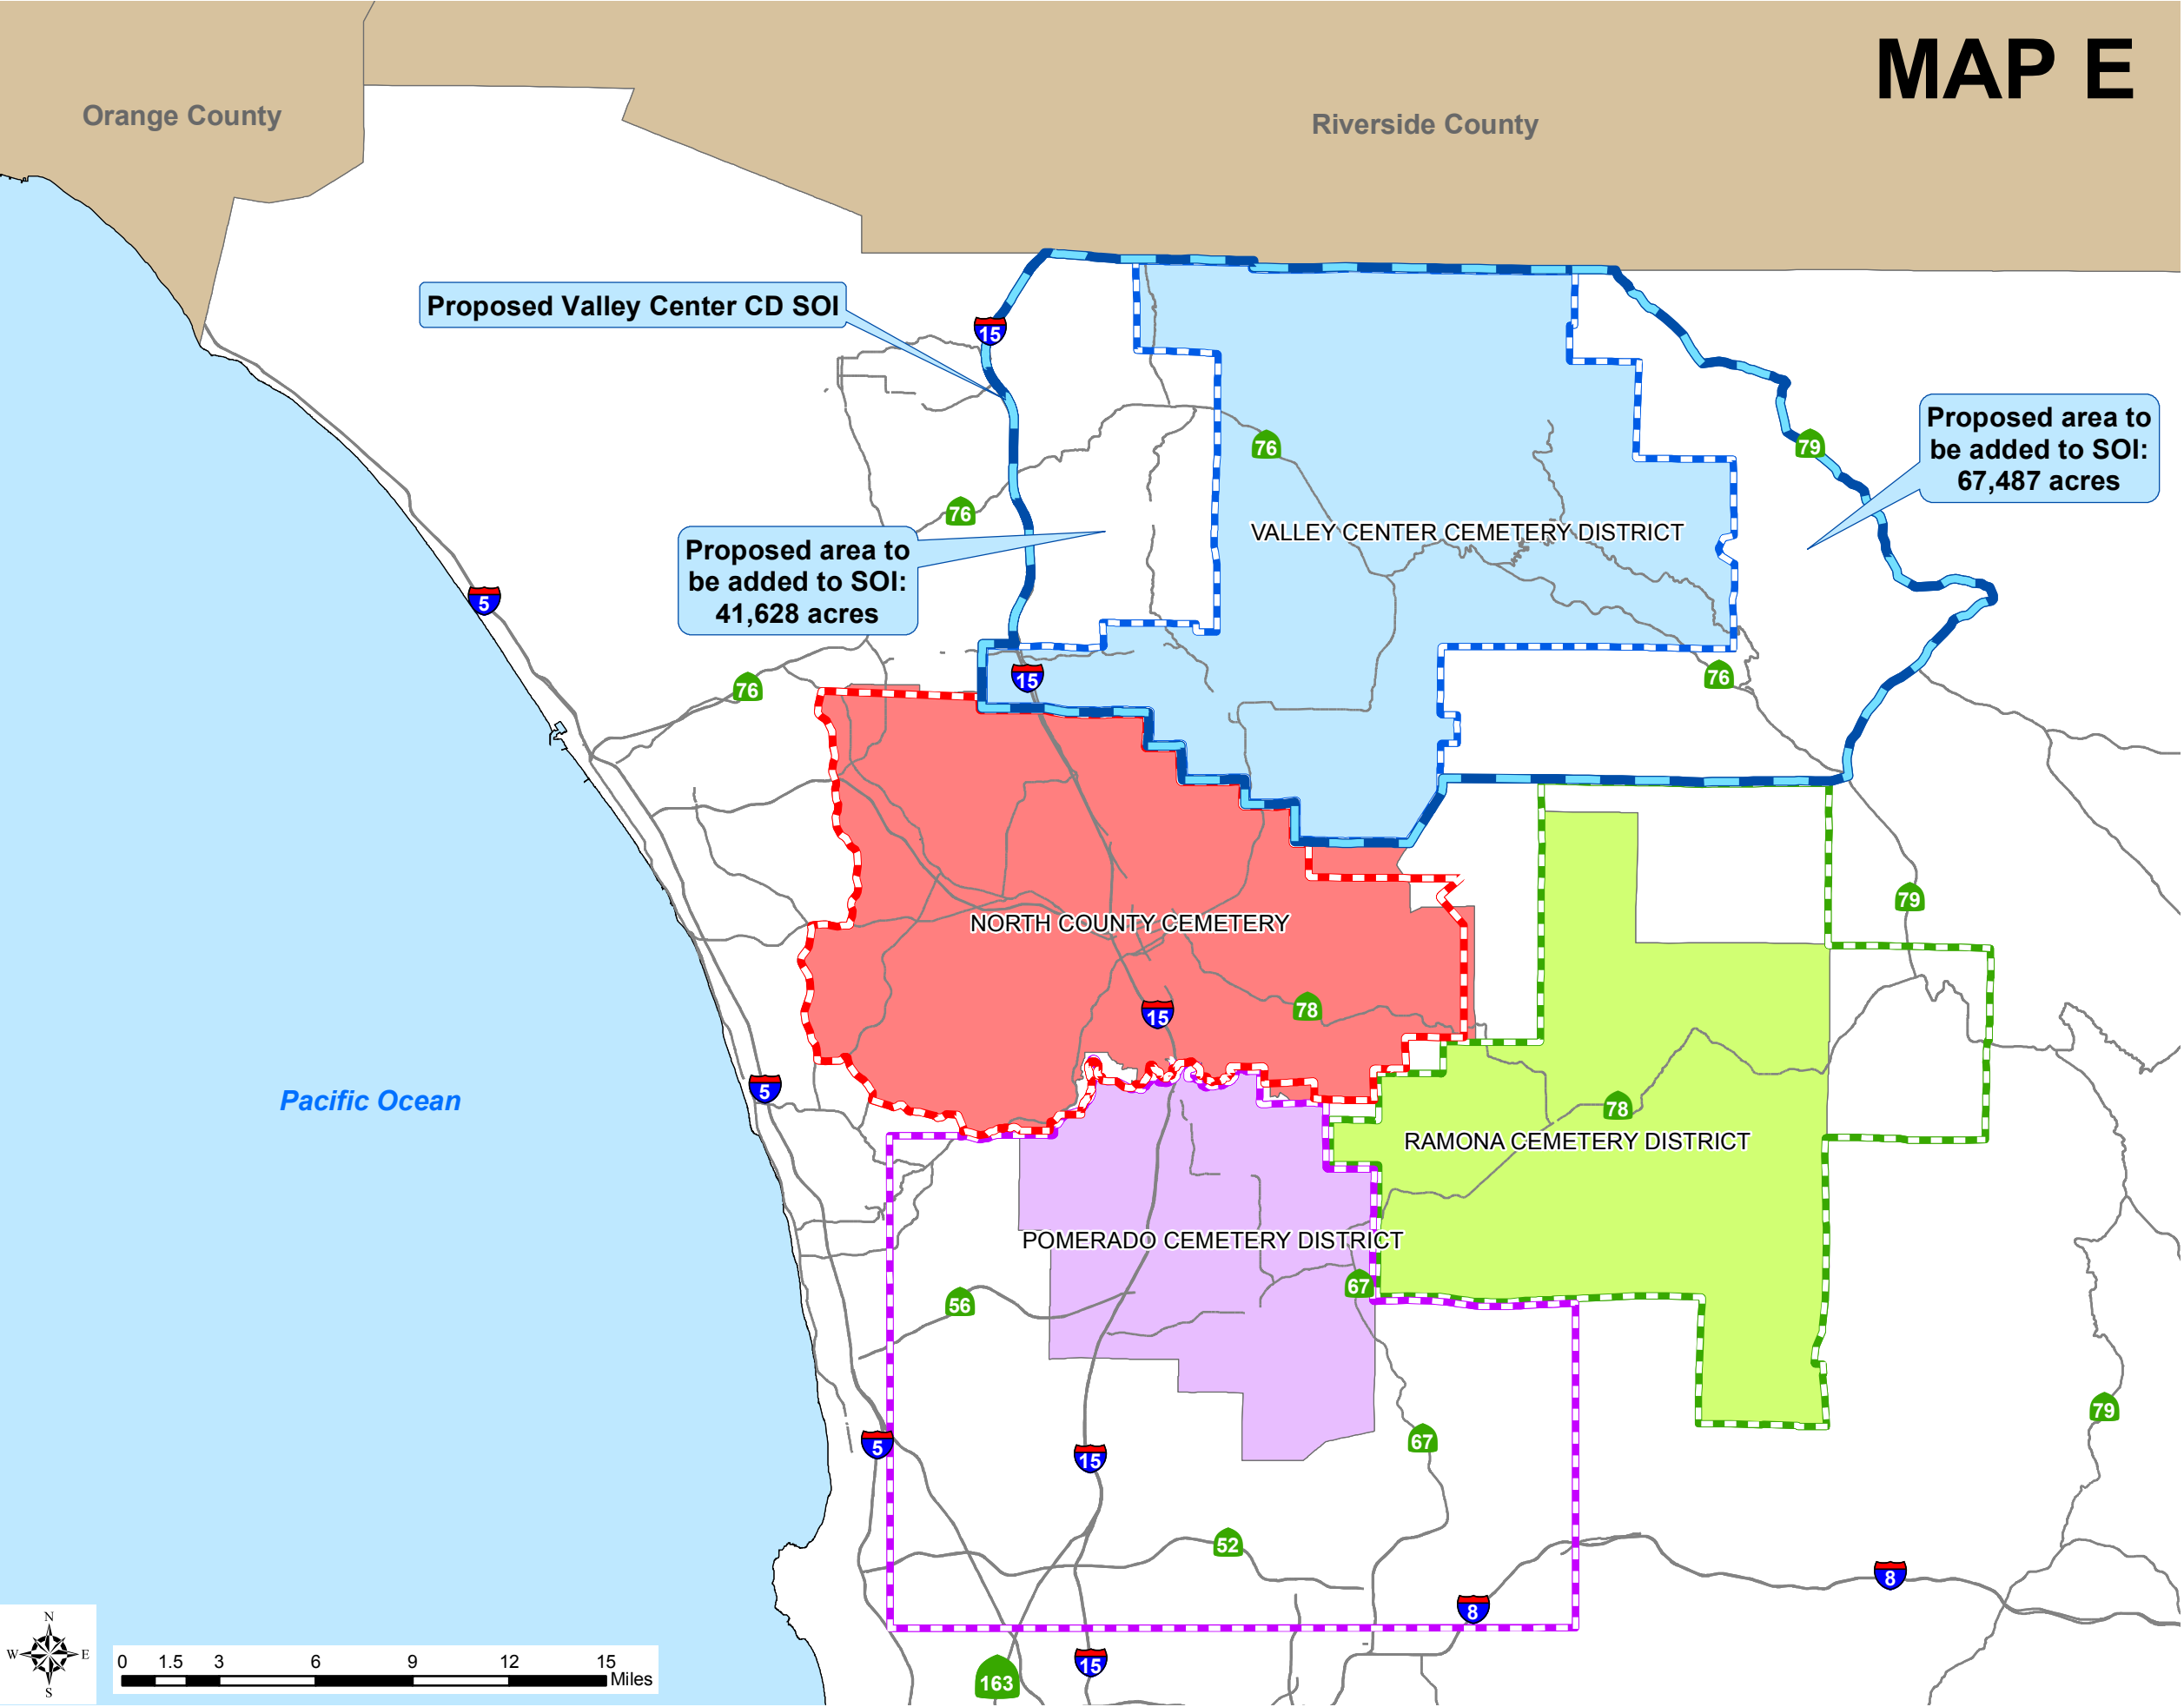 MAP E
Orange County
Riverside County
Proposed Valley Center CD SOI
15
Proposed area to
be added to SOI:
67,487 acres
79
76
76
VALLEY CENTER CEMETERY DISTRICT
Proposed area to
be added to SOI:
41,628 acres
5
15
76
76
79
NORTH COUNTY CEMETERY
78
15
5
Pacific Ocean
78
RAMONA CEMETERY DISTRICT
POMERADO CEMETERY DISTRICT
67
56
79
67
5
15
52
8
8
N
W
E
S
0 1.5 3 6 9 12 15
Miles
15
163